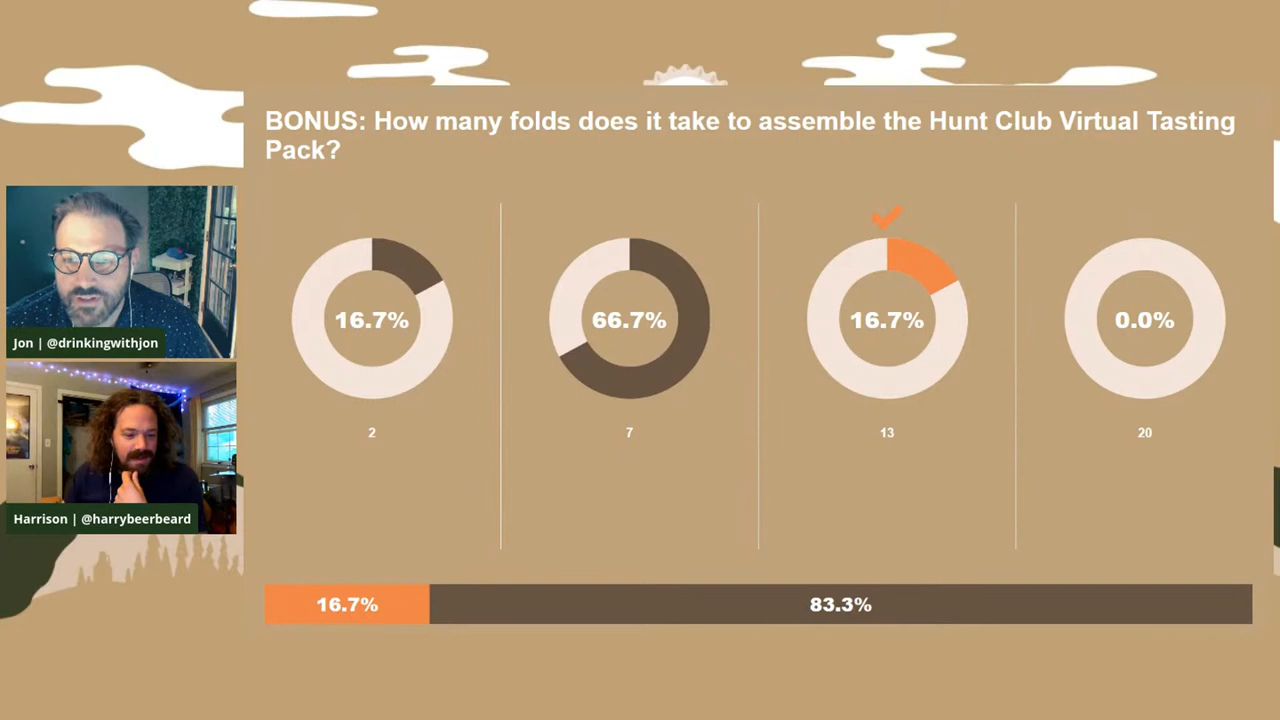 BONUS: How many folds does it take to assemble the Hunt Club Virtual Tasting
Pack?
Jon | @drinkingwithjon
Harrison | @harrybeerbeard
16.7%
66.7%
16.7%
0.0%
2
7
13
20
16.7%
83.3%